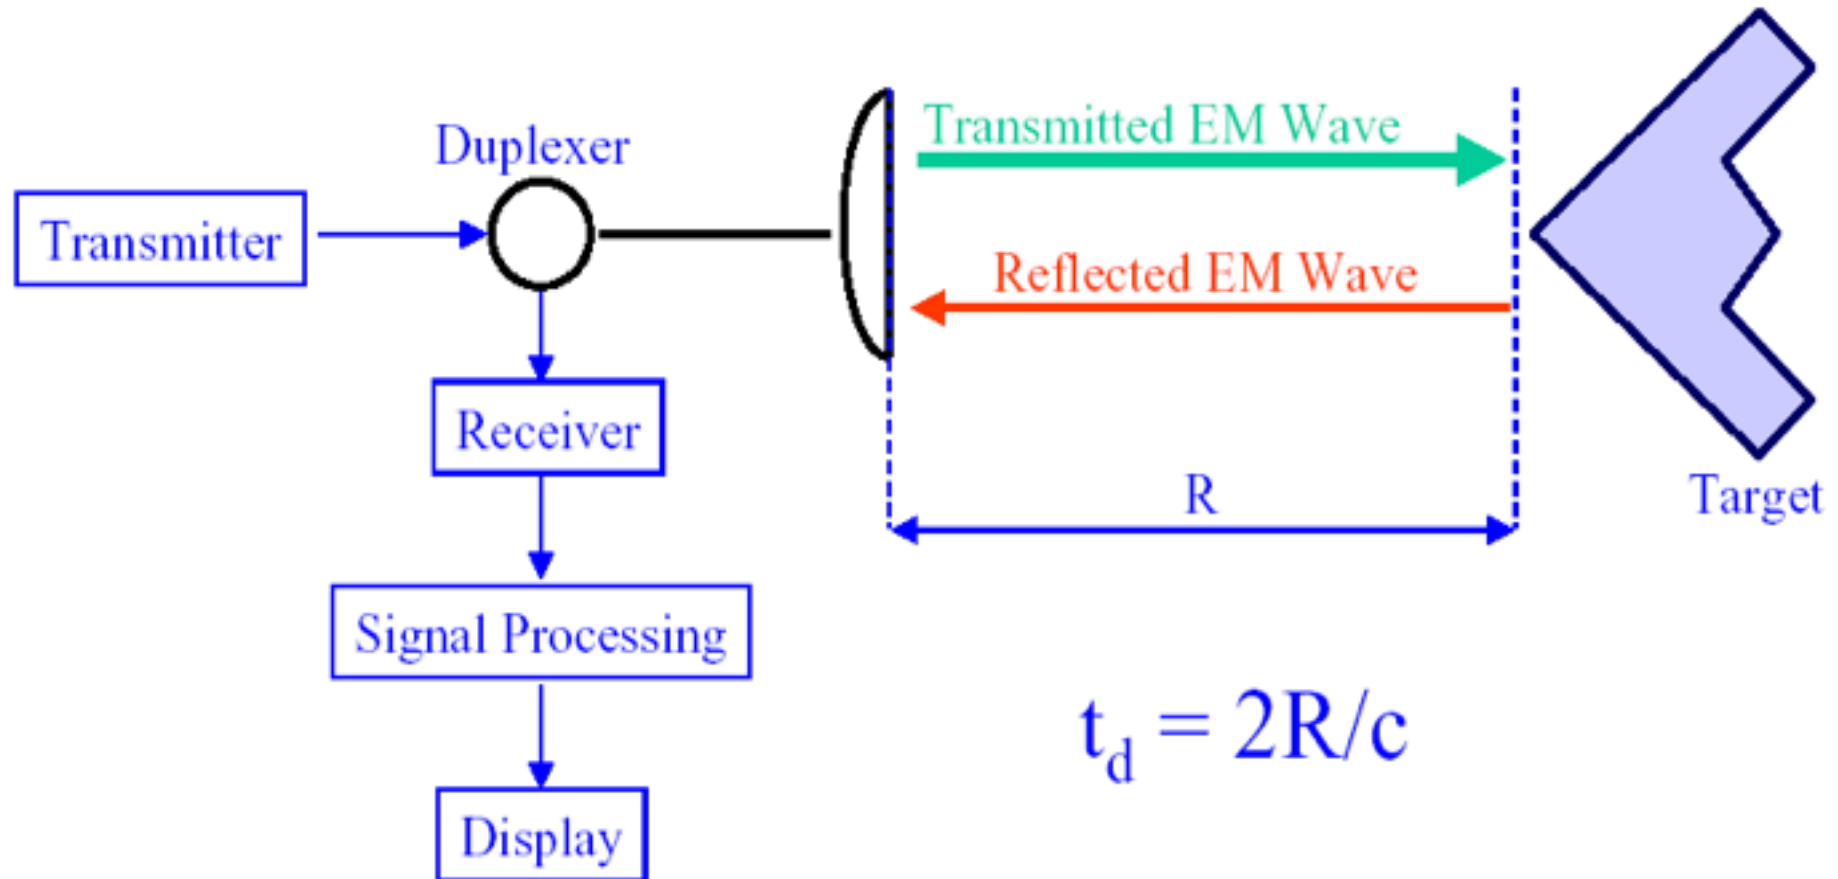 Duplexer
Transmitter
Transmitted EM Wave
Reflected EM Wave
Receiver
R
Target
Signal Processing
t_d = 2R/c
Display